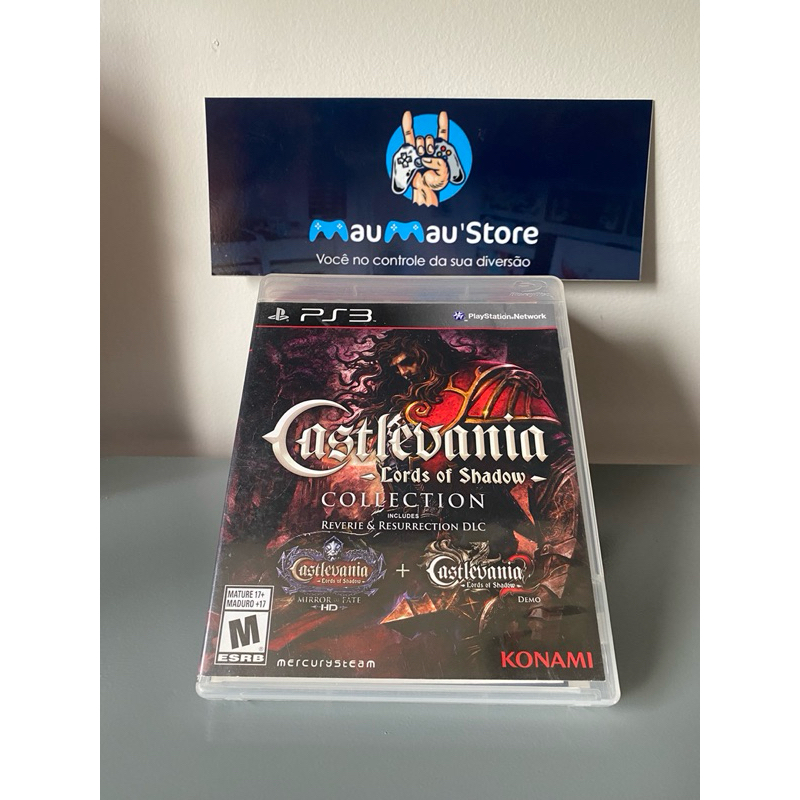 MauMau'Store
Você no controle da sua diversão
PS3
PlayStation Network
Castlevania
Lords of Shadow
COLLECTION
INCLUDES
REVERIE & RESURRECTION DLC
Castlevania
Lords of Shadow
MIRROR OF FATE
HD
+
Castlevania 2
Lords of Shadow
DEMO
MATURE 17+
MADURO +17
M
ESRB
mercurysteam
KONAMI